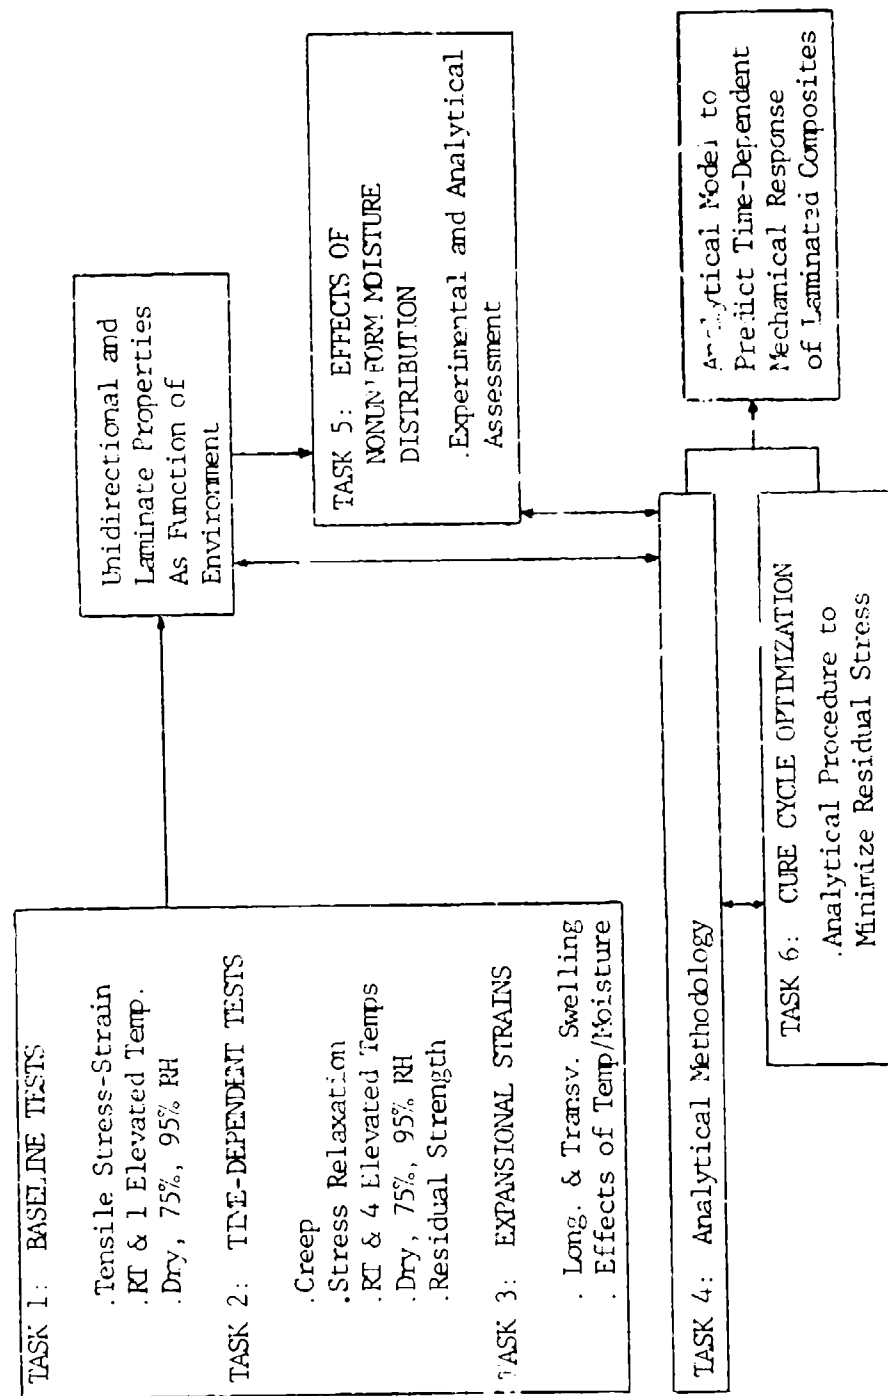 TASK 1: BASELINE TESTS
.Tensile Stress-Strain
.RT & 1 Elevated Temp.
.Dry, 75%, 95% RH
TASK 2: TIME-DEPENDENT TESTS
.Creep
.Stress Relaxation
.RT & 4 Elevated Temps
.Dry, 75%, 95% RH
.Residual Strength
TASK 3: EXPANSIONAL STRAINS
. Long. & Transv. Swelling
. Effects of Temp/Moisture
Unidirectional and
Laminate Properties
As Function of
Environment
TASK 5: EFFECTS OF
NONUNIFORM MOISTURE
DISTRIBUTION
.Experimental and Analytical
Assessment
TASK 4: Analytical Methodology
TASK 6: CURE CYCLE OPTIMIZATION
.Analytical Procedure to
Minimize Residual Stress
Analytical Model to
Predict Time-Dependent
Mechanical Response
of Laminated Composites